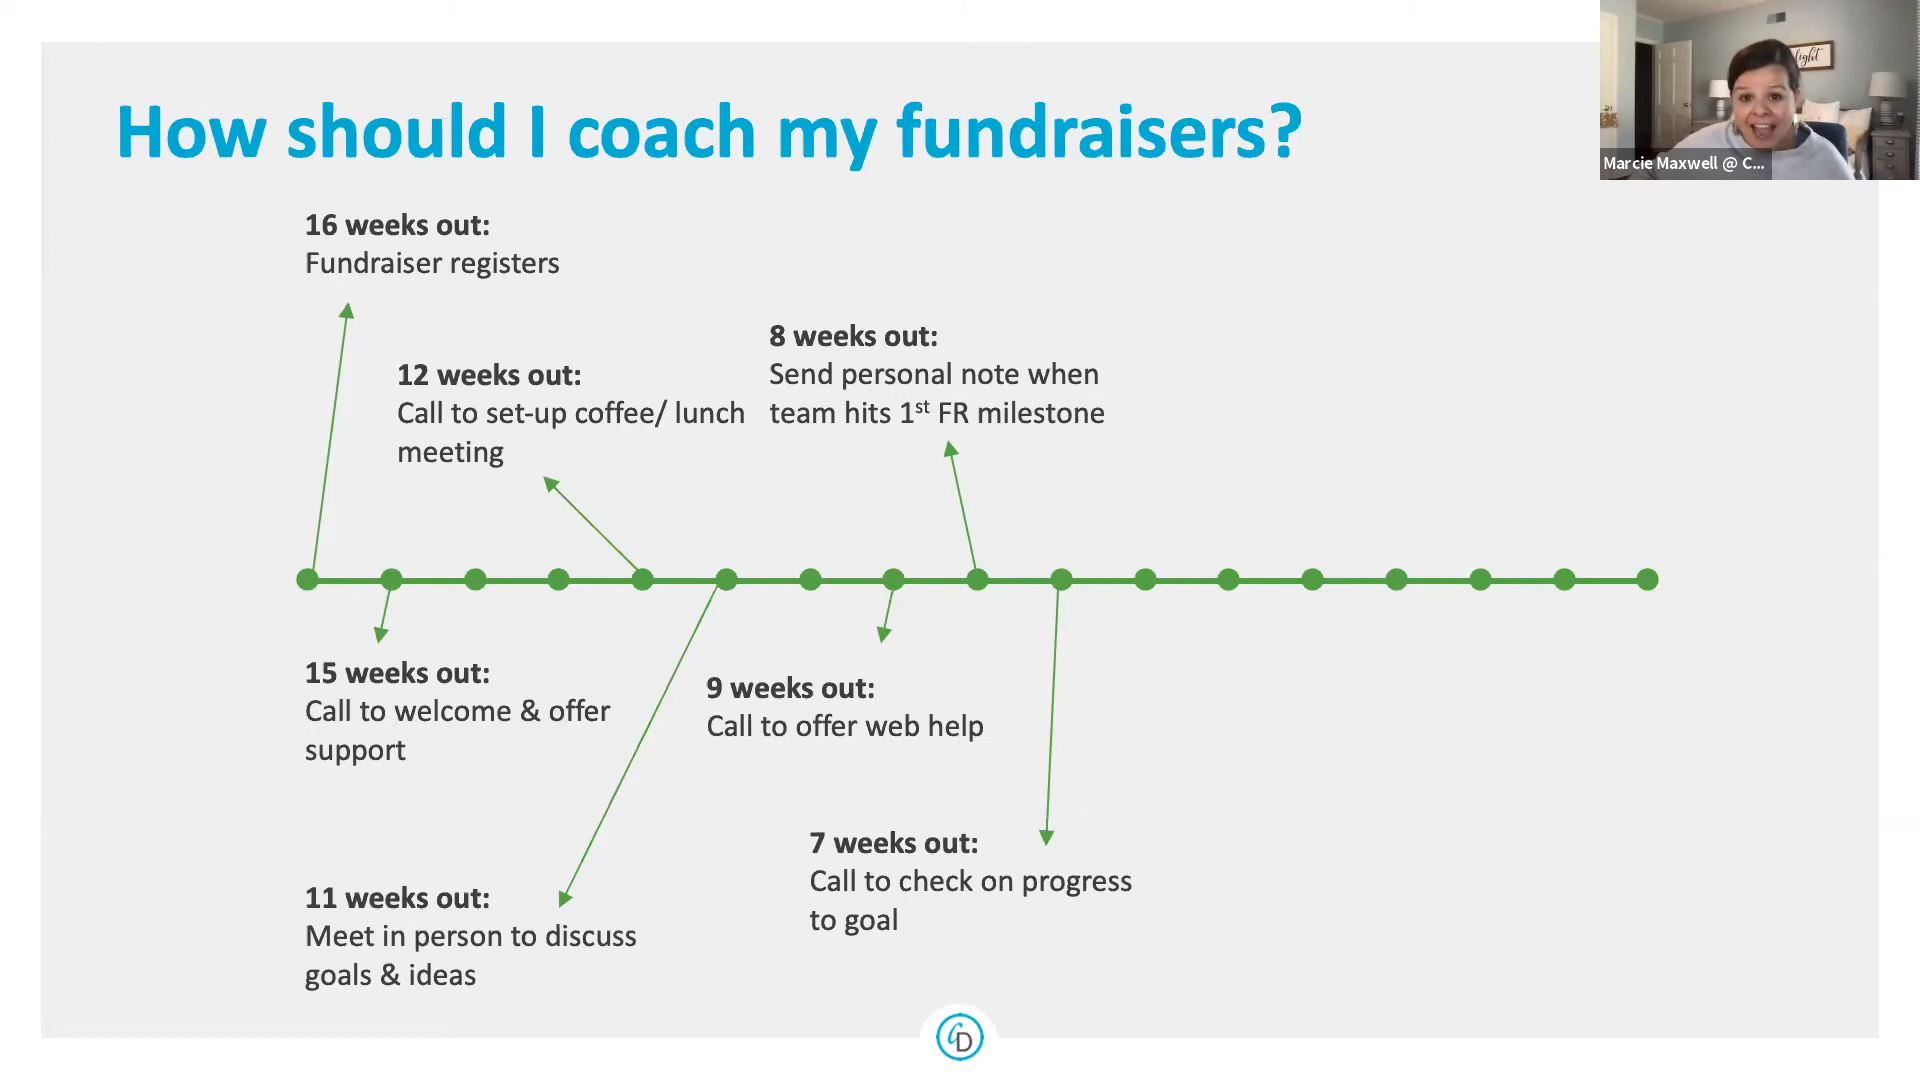 How should I coach my fundraisers?
light
Marcie Maxwell @ C...
16 weeks out:
Fundraiser registers
12 weeks out:
Call to set-up coffee/ lunch
meeting
8 weeks out:
Send personal note when
team hits 1st FR milestone
15 weeks out:
Call to welcome & offer
support
9 weeks out:
Call to offer web help
11 weeks out:
Meet in person to discuss
goals & ideas
7 weeks out:
Call to check on progress
to goal
CD